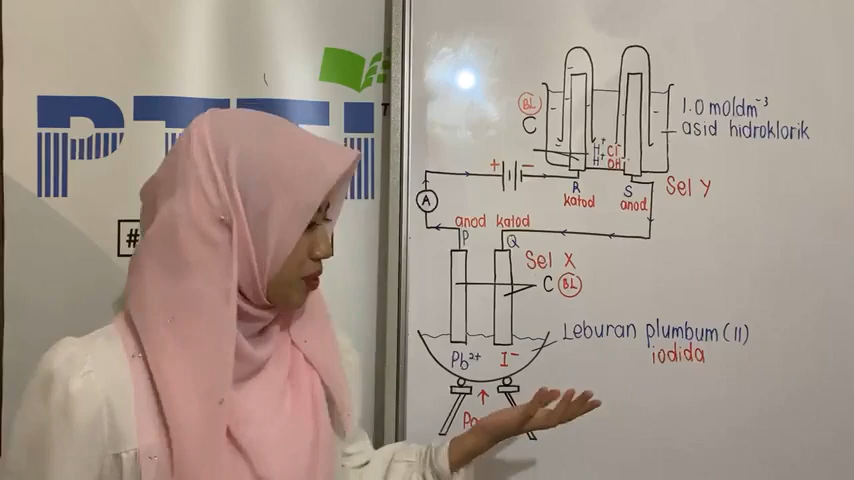 PTTI
#
BL
C
1.0 moldm⁻³
asid hidroklorik
H⁺ Cl⁻
H⁺ OH⁻
+ −
R S
katod anod
Sel Y
A
anod katod
P Q
Sel X
C BL
Leburan plumbum (II)
iodida
Pb²⁺ I⁻